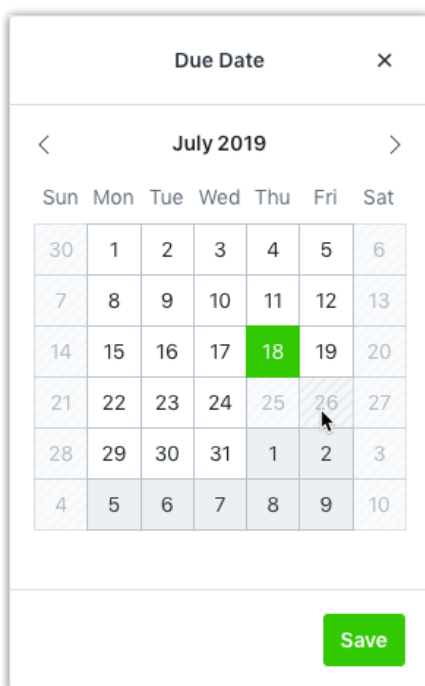 Due Date ×
< July 2019 >
Sun Mon Tue Wed Thu Fri Sat
30 1 2 3 4 5 6
7 8 9 10 11 12 13
14 15 16 17 18 19 20
21 22 23 24 25 26 27
28 29 30 31 1 2 3
4 5 6 7 8 9 10
Save